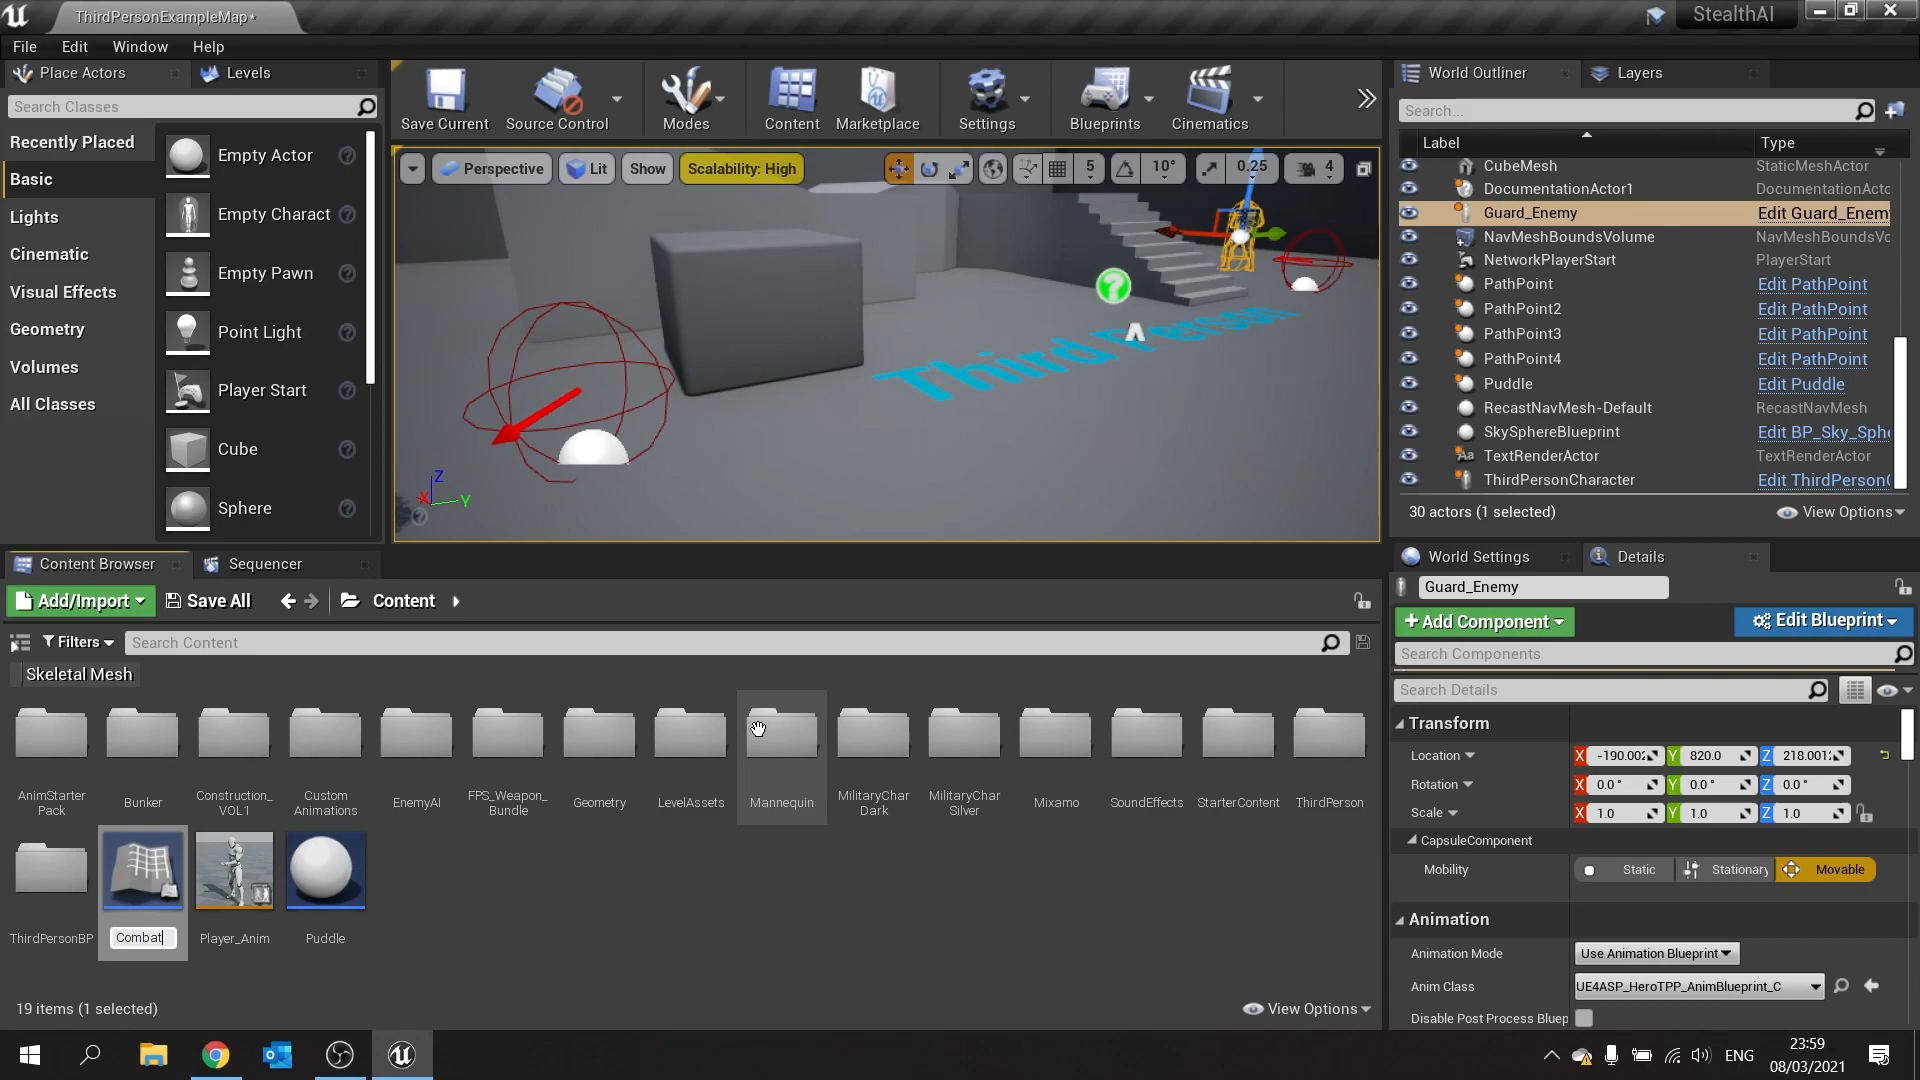 ThirdPersonExampleMap*
StealthAI
File Edit Window Help
Place Actors
Levels
Search Classes
Recently Placed
Basic
Lights
Cinematic
Visual Effects
Geometry
Volumes
All Classes
Empty Actor
Empty Charact
Empty Pawn
Point Light
Player Start
Cube
Sphere
Save Current
Source Control
Modes
Content
Marketplace
Settings
Blueprints
Cinematics
Perspective
Lit
Show
Scalability: High
5
10°
0.25
4
Third Person
Z
X
Y
World Outliner
Layers
Search...
Label Type
CubeMesh StaticMeshActor
DocumentationActor1 DocumentationActo
Guard_Enemy Edit Guard_Enem
NavMeshBoundsVolume NavMeshBoundsVo
NetworkPlayerStart PlayerStart
PathPoint Edit PathPoint
PathPoint2 Edit PathPoint
PathPoint3 Edit PathPoint
PathPoint4 Edit PathPoint
Puddle Edit Puddle
RecastNavMesh-Default RecastNavMesh
SkySphereBlueprint Edit BP_Sky_Sphe
TextRenderActor TextRenderActor
ThirdPersonCharacter Edit ThirdPerson
30 actors (1 selected)
View Options
Content Browser
Sequencer
Add/Import
Save All
Content
Filters
Search Content
Skeletal Mesh
AnimStarter
Pack
Bunker
Construction_
VOL1
Custom
Animations
EnemyAI
FPS_Weapon_
Bundle
Geometry
LevelAssets
Mannequin
MilitaryChar
Dark
MilitaryChar
Silver
Mixamo
SoundEffects
StarterContent
ThirdPerson
ThirdPersonBP
Combat
Player_Anim
Puddle
19 items (1 selected)
View Options
World Settings
Details
Guard_Enemy
+Add Component
Edit Blueprint
Search Components
Search Details
Transform
Location X -190.002 Y 820.0 Z 218.001
Rotation X 0.0° Y 0.0° Z 0.0°
Scale X 1.0 Y 1.0 Z 1.0
CapsuleComponent
Mobility Static Stationary Movable
Animation
Animation Mode Use Animation Blueprint
Anim Class UE4ASP_HeroTPP_AnimBlueprint_C
Disable Post Process Bluep
ENG
23:59
08/03/2021